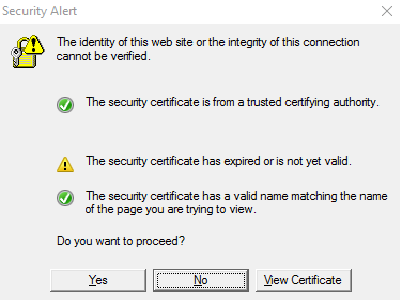 Security Alert
The identity of this web site or the integrity of this connection
cannot be verified.
The security certificate is from a trusted certifying authority.
The security certificate has expired or is not yet valid.
The security certificate has a valid name matching the name
of the page you are trying to view.
Do you want to proceed?
Yes No View Certificate